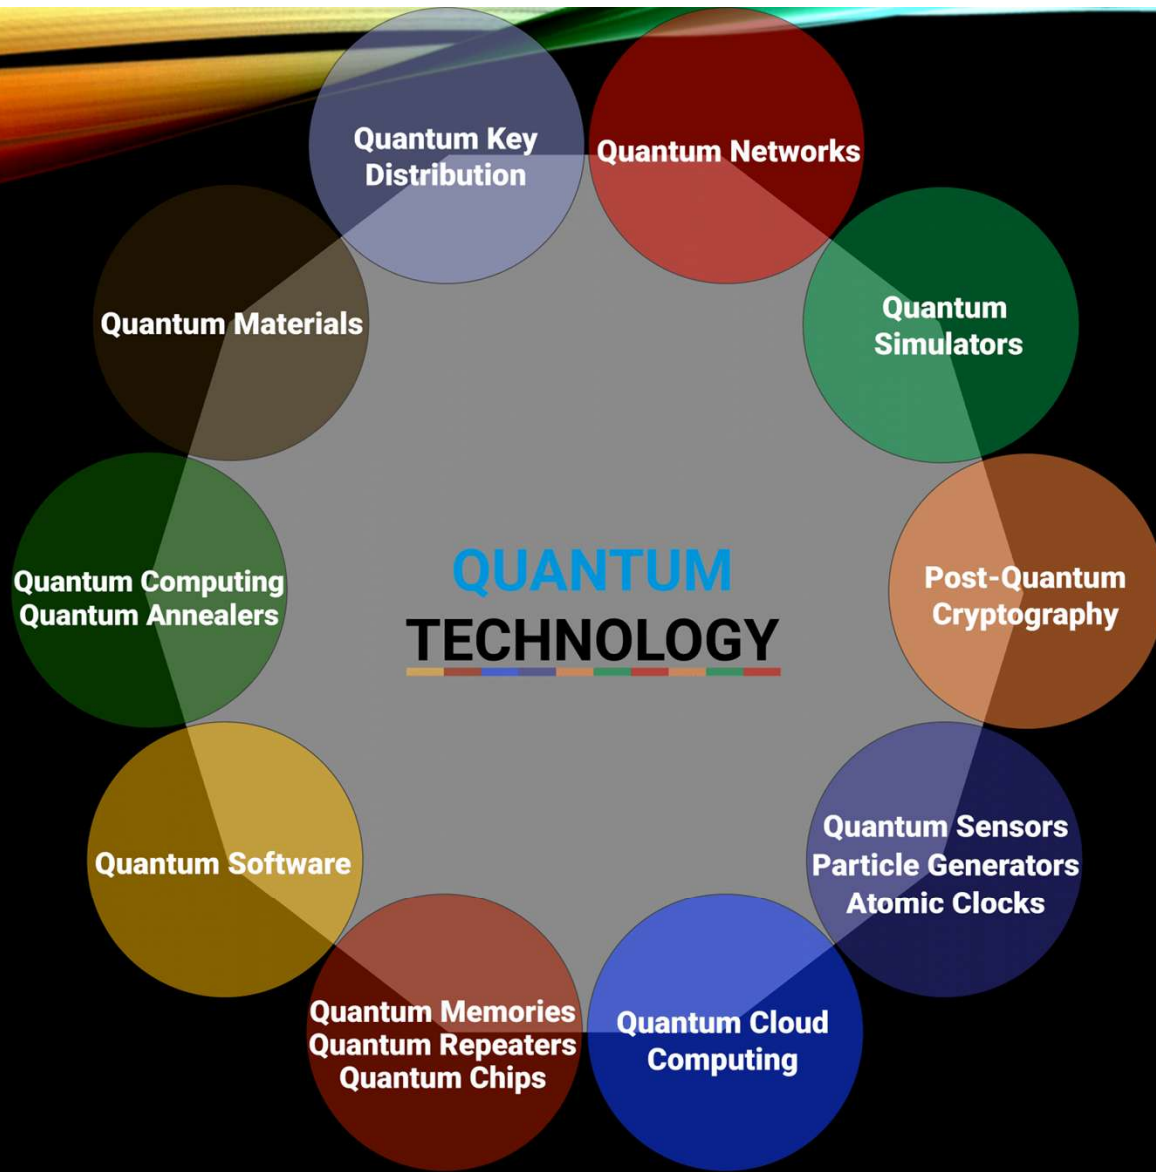 Quantum Key
Distribution
Quantum Networks
Quantum Materials
Quantum
Simulators
Quantum Computing
Quantum Annealers
QUANTUM
TECHNOLOGY
Post-Quantum
Cryptography
Quantum Software
Quantum Sensors
Particle Generators
Atomic Clocks
Quantum Memories
Quantum Repeaters
Quantum Chips
Quantum Cloud
Computing